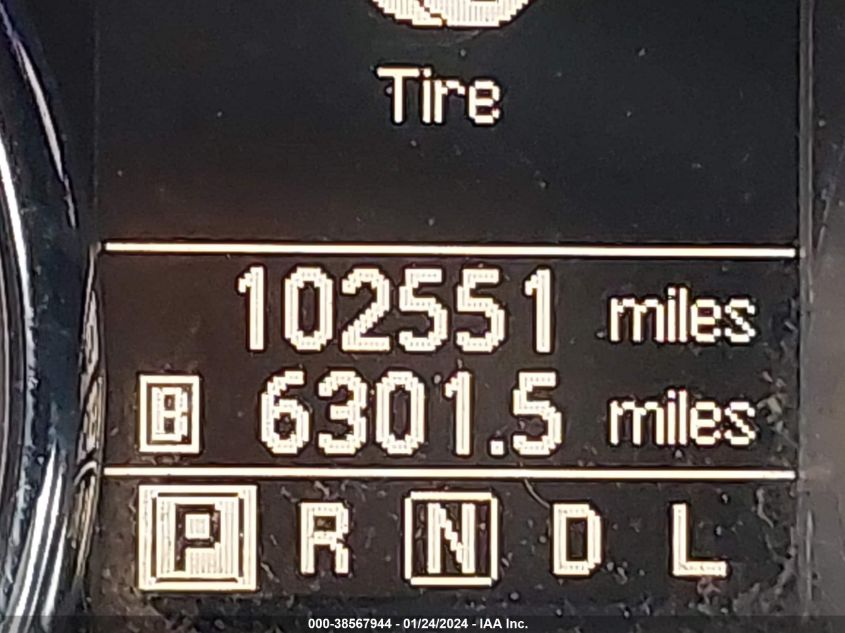 Tire
102551 miles
B 6301.5 miles
P R N D L
000-38567944 - 01/24/2024 - IAA Inc.